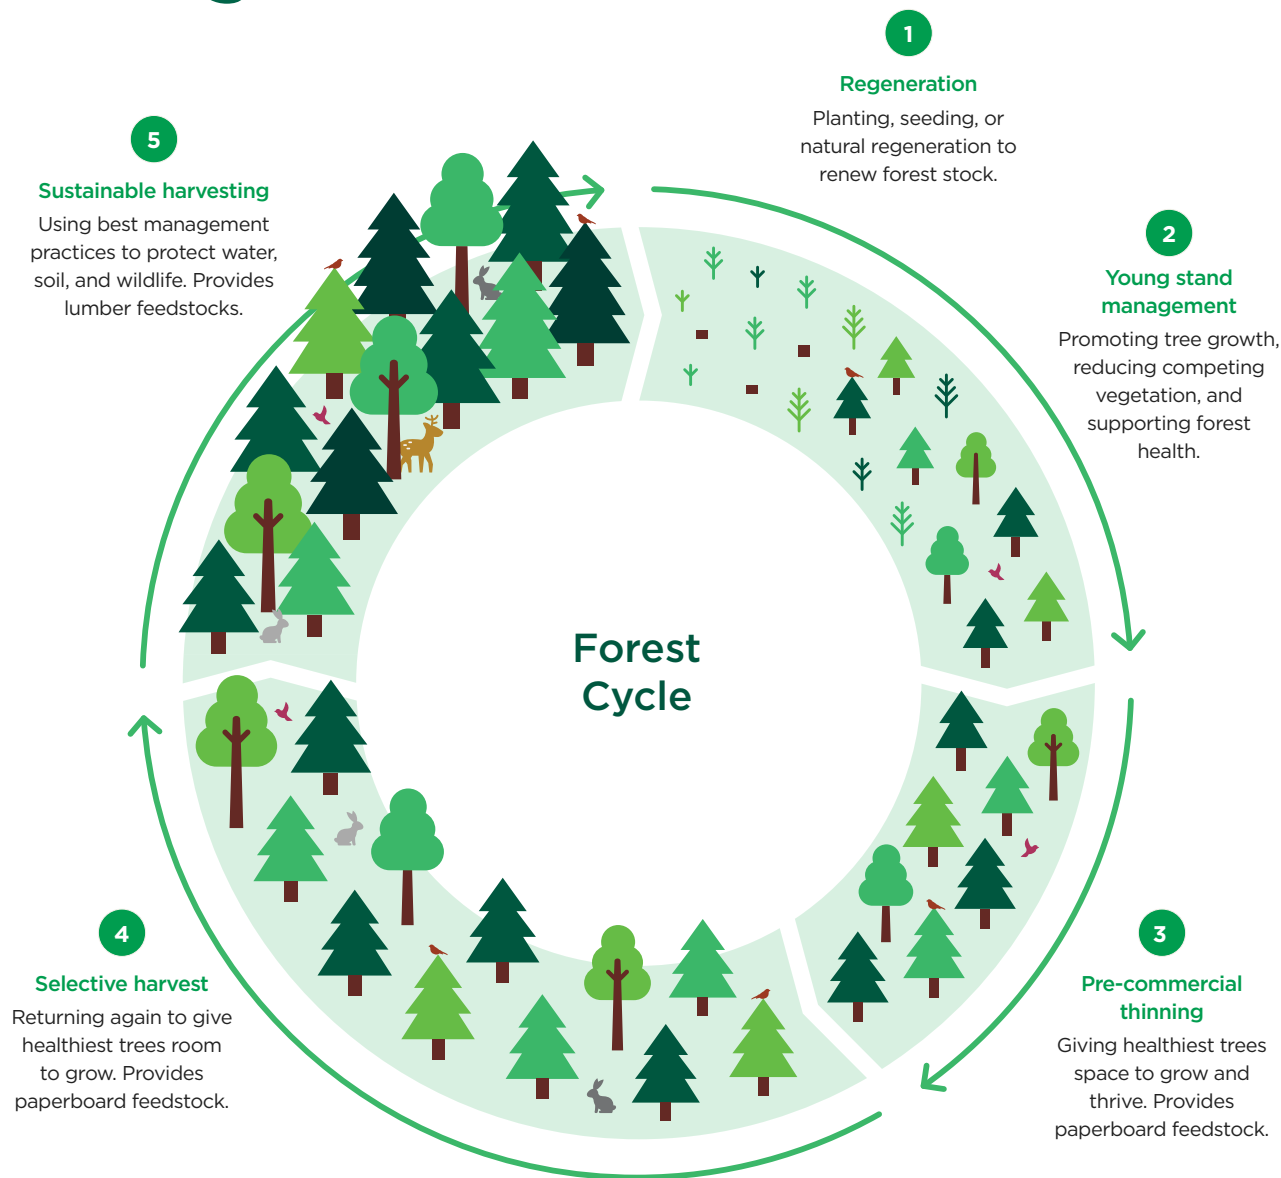 1
Regeneration
Planting, seeding, or
natural regeneration to
renew forest stock.
2
Young stand
management
Promoting tree growth,
reducing competing
vegetation, and
supporting forest
health.
3
Pre-commercial
thinning
Giving healthiest trees
space to grow and
thrive. Provides
paperboard feedstock.
4
Selective harvest
Returning again to give
healthiest trees room
to grow. Provides
paperboard feedstock.
5
Sustainable harvesting
Using best management
practices to protect water,
soil, and wildlife. Provides
lumber feedstocks.
Forest
Cycle